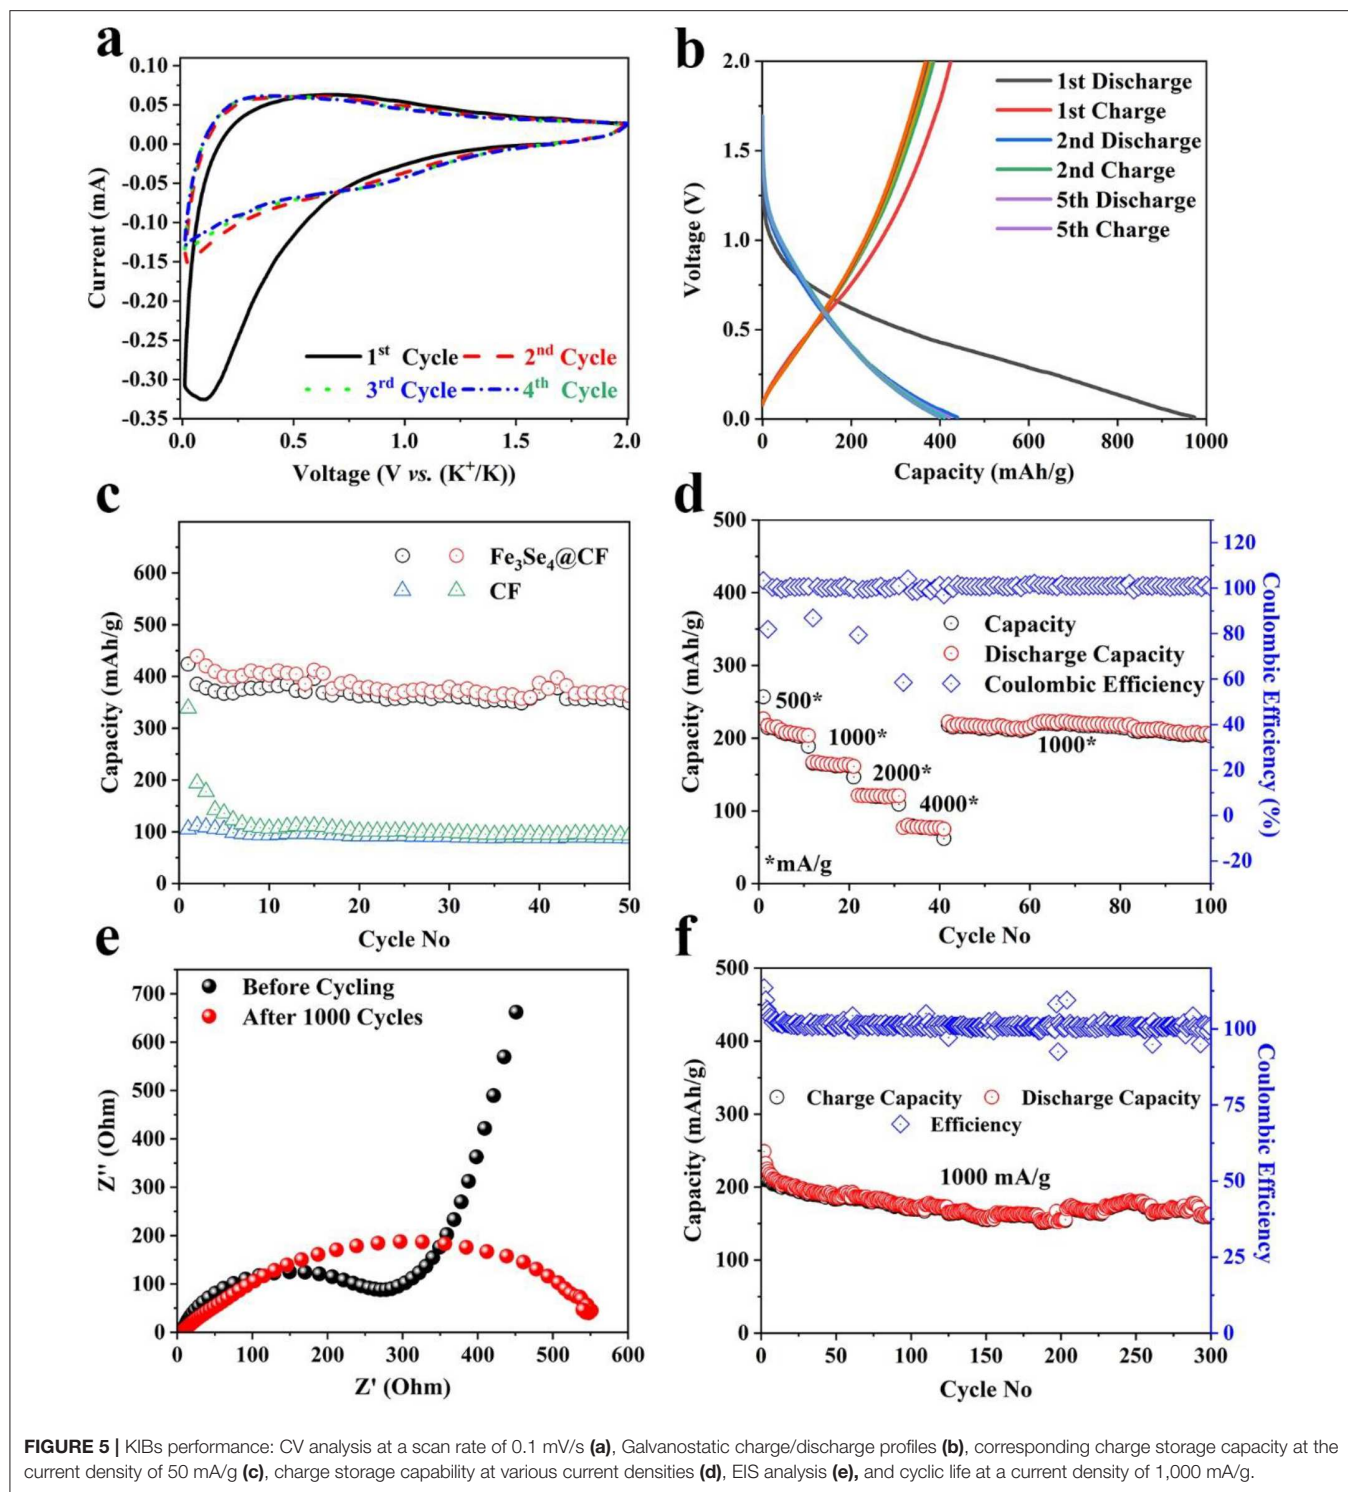 a
0.10
0.05
0.00
-0.05
-0.10
-0.15
-0.20
-0.25
-0.30
-0.35
Current (mA)
1st Cycle
2nd Cycle
3rd Cycle
4th Cycle
0.0 0.5 1.0 1.5 2.0
Voltage (V vs. (K+/K))
b
2.0
1.5
1.0
0.5
0.0
Voltage (V)
1st Discharge
1st Charge
2nd Discharge
2nd Charge
5th Discharge
5th Charge
0 200 400 600 800 1000
Capacity (mAh/g)
c
600
500
400
300
200
100
0
Capacity (mAh/g)
Fe3Se4@CF
CF
0 10 20 30 40 50
Cycle No
d
500
400
300
200
100
0
Capacity (mAh/g)
120
100
80
60
40
20
0
-20
Coulombic Efficiency (%)
Capacity
Discharge Capacity
Coulombic Efficiency
500*
1000*
2000*
4000*
1000*
*mA/g
0 20 40 60 80 100
Cycle No
e
700
600
500
400
300
200
100
0
Z'' (Ohm)
Before Cycling
After 1000 Cycles
0 100 200 300 400 500 600
Z' (Ohm)
f
500
400
300
200
100
0
Capacity (mAh/g)
100
75
50
25
0
Coulombic Efficiency
Charge Capacity
Discharge Capacity
Efficiency
1000 mA/g
0 50 100 150 200 250 300
Cycle No
FIGURE 5 | KIBs performance: CV analysis at a scan rate of 0.1 mV/s (a), Galvanostatic charge/discharge profiles (b), corresponding charge storage capacity at the
current density of 50 mA/g (c), charge storage capability at various current densities (d), EIS analysis (e), and cyclic life at a current density of 1,000 mA/g.